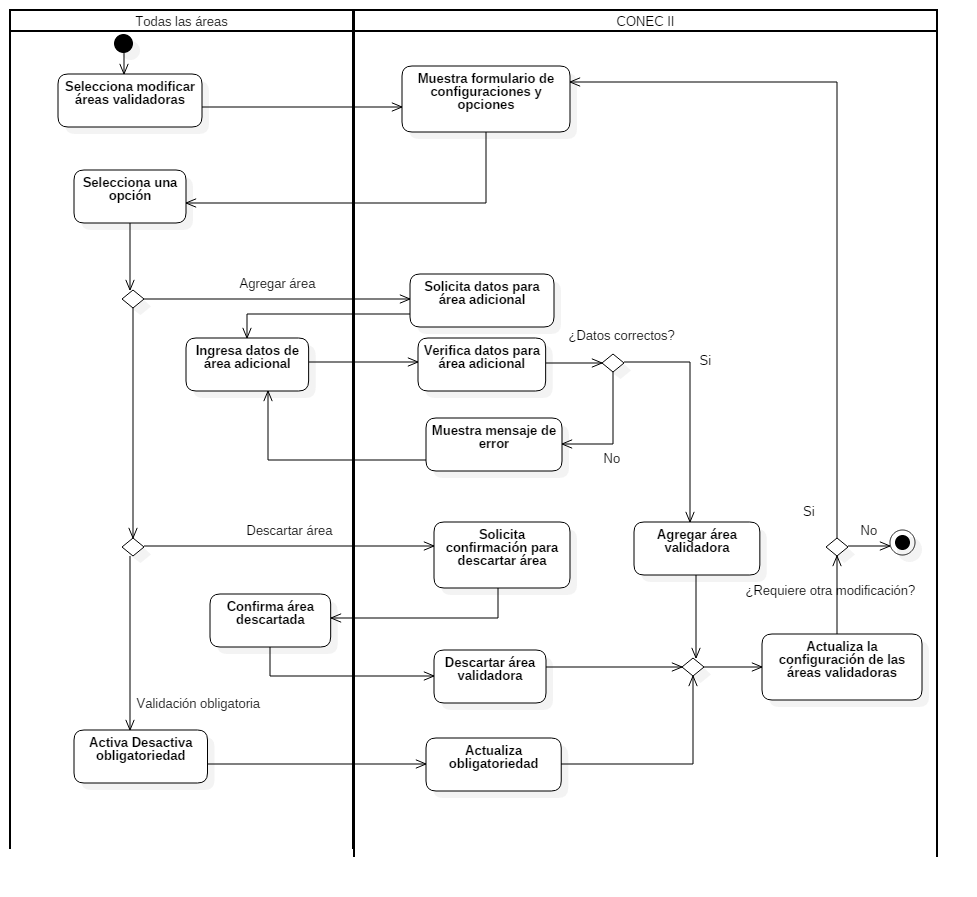 Todas las áreas
CONEC II
Selecciona modificar
áreas validadoras
Muestra formulario de
configuraciones y
opciones
Selecciona una
opción
Agregar área
Solicita datos para
área adicional
Ingresa datos de
área adicional
Verifica datos para
área adicional
¿Datos correctos?
Si
Muestra mensaje de
error
No
Descartar área
Solicita
confirmación para
descartar área
Agregar área
validadora
Si
No
¿Requiere otra modificación?
Confirma área
descartada
Descartar área
validadora
Actualiza la
configuración de las
áreas validadoras
Validación obligatoria
Activa Desactiva
obligatoriedad
Actualiza
obligatoriedad